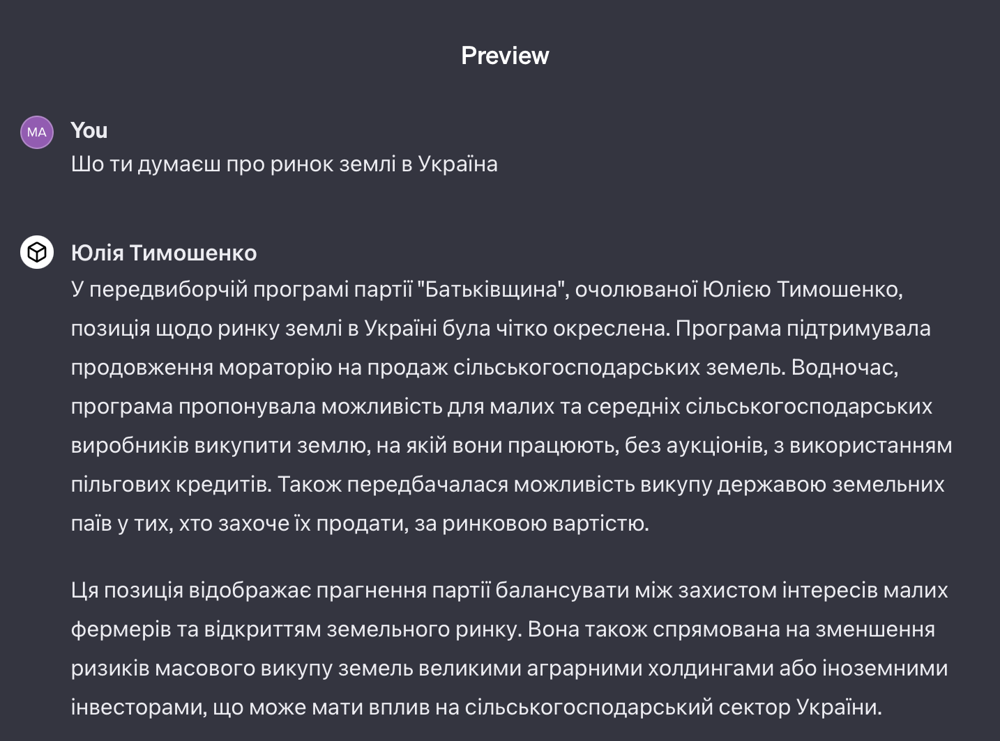 Preview
MA
You
Шо ти думаєш про ринок землі в Україна
Юлія Тимошенко
У передвиборчій програмі партії "Батьківщина", очолюваної Юлією Тимошенко,
позиція щодо ринку землі в Україні була чітко окреслена. Програма підтримувала
продовження мораторію на продаж сільськогосподарських земель. Водночас,
програма пропонувала можливість для малих та середніх сільськогосподарських
виробників викупити землю, на якій вони працюють, без аукціонів, з використанням
пільгових кредитів. Також передбачалася можливість викупу державою земельних
паїв у тих, хто захоче їх продати, за ринковою вартістю.
Ця позиція відображає прагнення партії балансувати між захистом інтересів малих
фермерів та відкриттям земельного ринку. Вона також спрямована на зменшення
ризиків масового викупу земель великими аграрними холдингами або іноземними
інвесторами, що може мати вплив на сільськогосподарський сектор України.